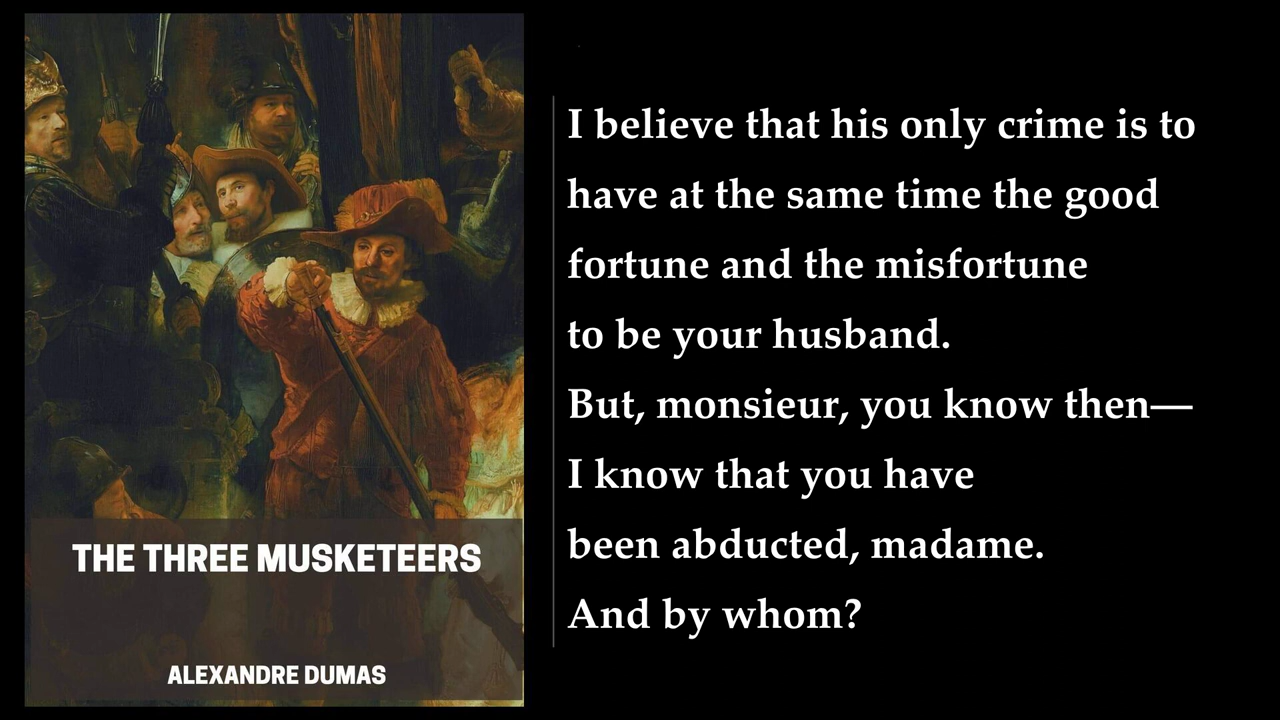 THE THREE MUSKETEERS
ALEXANDRE DUMAS
I believe that his only crime is to
have at the same time the good
fortune and the misfortune
to be your husband.
But, monsieur, you know then—
I know that you have
been abducted, madame.
And by whom?